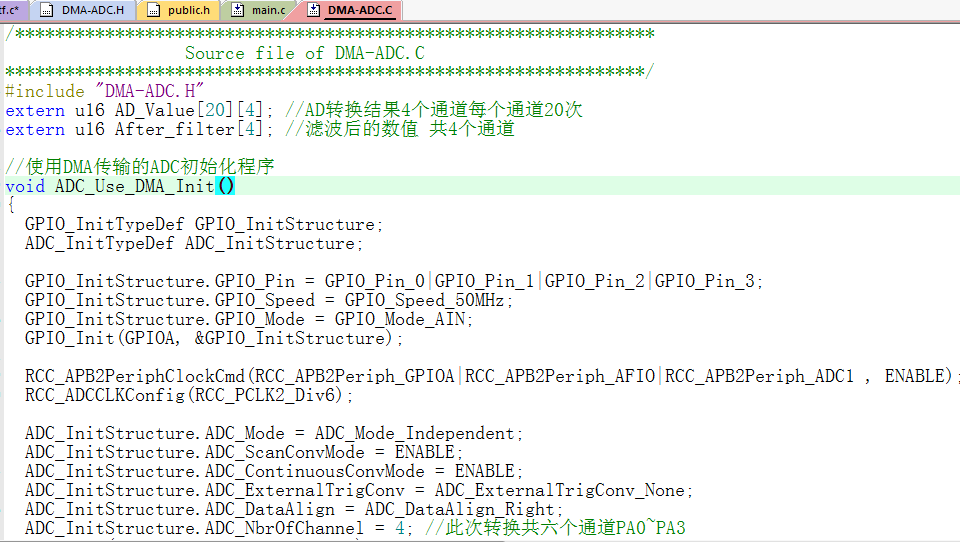 tf.c* DMA-ADC.H public.h main.c DMA-ADC.C
/****************************************************************
Source file of DMA-ADC.C
****************************************************************/
#include "DMA-ADC.H"
extern u16 AD_Value[20][4]; //AD转换结果4个通道每个通道20次
extern u16 After_filter[4]; //滤波后的数值 共4个通道
//使用DMA传输的ADC初始化程序
void ADC_Use_DMA_Init()
{
GPIO_InitTypeDef GPIO_InitStructure;
ADC_InitTypeDef ADC_InitStructure;
GPIO_InitStructure.GPIO_Pin = GPIO_Pin_0|GPIO_Pin_1|GPIO_Pin_2|GPIO_Pin_3;
GPIO_InitStructure.GPIO_Speed = GPIO_Speed_50MHz;
GPIO_InitStructure.GPIO_Mode = GPIO_Mode_AIN;
GPIO_Init(GPIOA, &GPIO_InitStructure);
RCC_APB2PeriphClockCmd(RCC_APB2Periph_GPIOA|RCC_APB2Periph_AFIO|RCC_APB2Periph_ADC1 , ENABLE);
RCC_ADCCLKConfig(RCC_PCLK2_Div6);
ADC_InitStructure.ADC_Mode = ADC_Mode_Independent;
ADC_InitStructure.ADC_ScanConvMode = ENABLE;
ADC_InitStructure.ADC_ContinuousConvMode = ENABLE;
ADC_InitStructure.ADC_ExternalTrigConv = ADC_ExternalTrigConv_None;
ADC_InitStructure.ADC_DataAlign = ADC_DataAlign_Right;
ADC_InitStructure.ADC_NbrOfChannel = 4; //此次转换共六个通道PA0~PA3